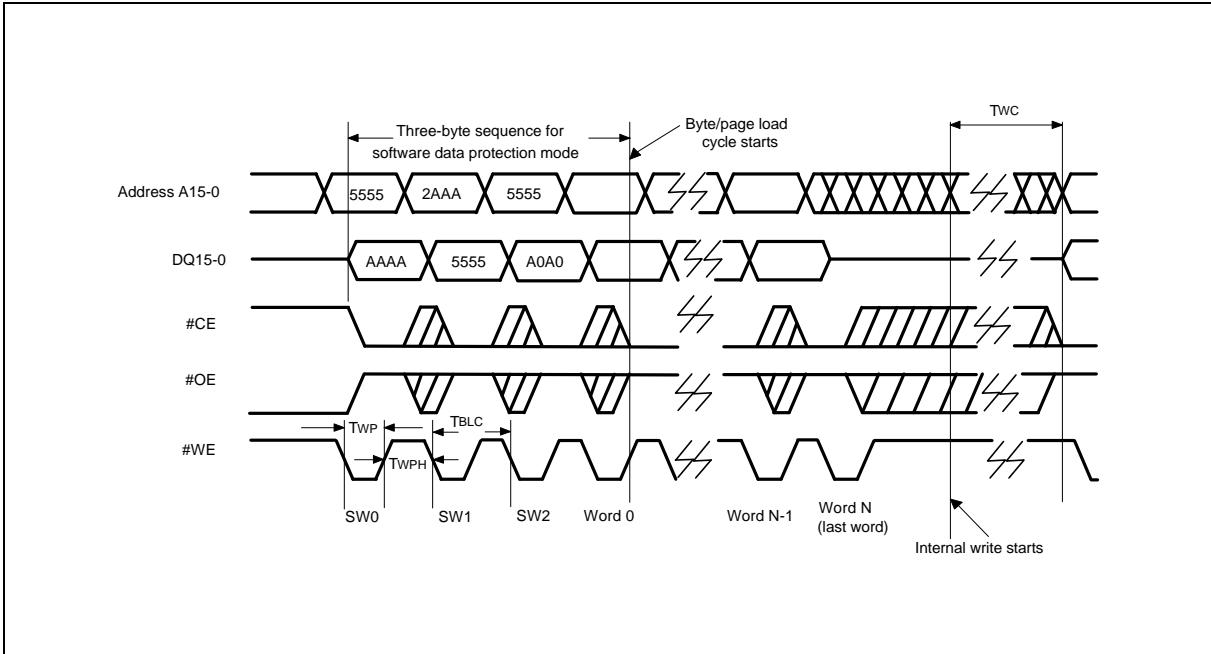 TWC
Three-byte sequence for
software data protection mode
Byte/page load
cycle starts
Address A15-0
5555
2AAA
5555
DQ15-0
AAAA
5555
A0A0
#CE
#OE
TWP
TBLC
#WE
TWPH
SW0
SW1
SW2
Word 0
Word N-1
Word N
(last word)
Internal write starts